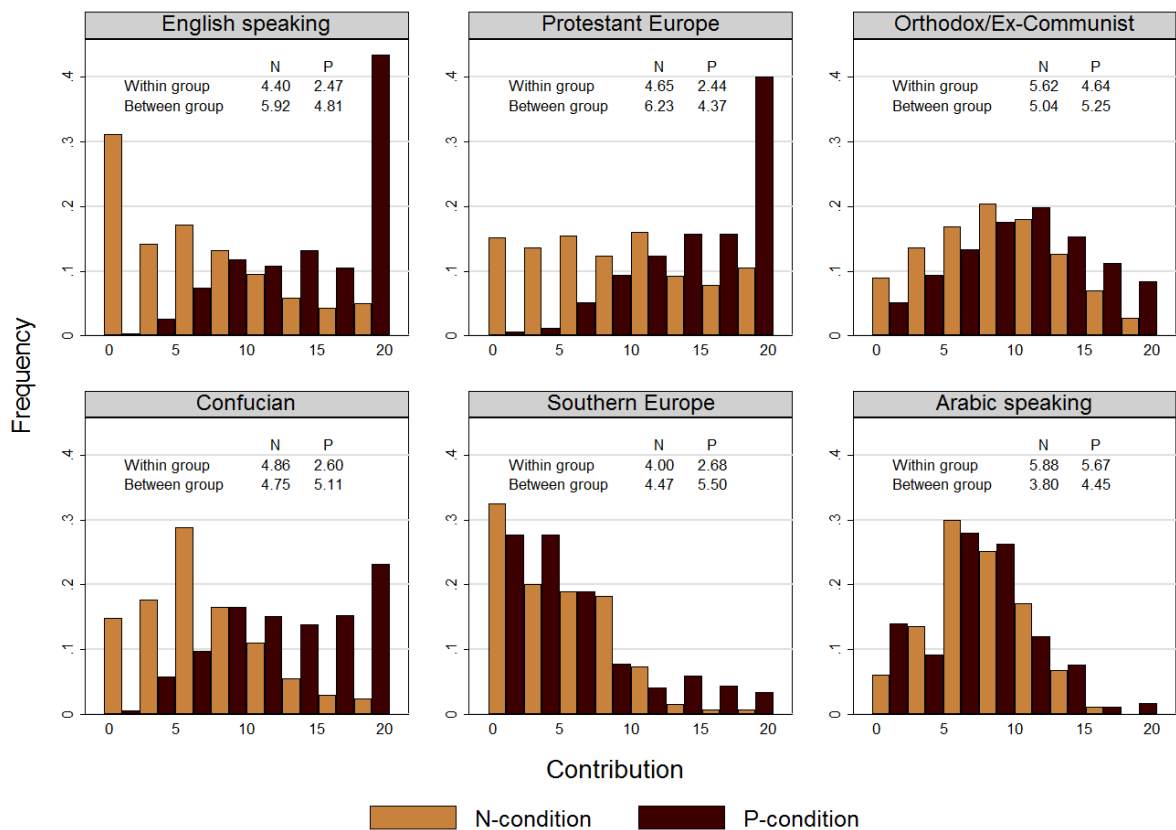 English speaking
N P
Within group 4.40 2.47
Between group 5.92 4.81
.4
.3
.2
.1
0
0 5 10 15 20
Protestant Europe
N P
Within group 4.65 2.44
Between group 6.23 4.37
.4
.3
.2
.1
0
0 5 10 15 20
Orthodox/Ex-Communist
N P
Within group 5.62 4.64
Between group 5.04 5.25
.4
.3
.2
.1
0
0 5 10 15 20
Frequency
Confucian
N P
Within group 4.86 2.60
Between group 4.75 5.11
.4
.3
.2
.1
0
0 5 10 15 20
Southern Europe
N P
Within group 4.00 2.68
Between group 4.47 5.50
.4
.3
.2
.1
0
0 5 10 15 20
Arabic speaking
N P
Within group 5.88 5.67
Between group 3.80 4.45
.4
.3
.2
.1
0
0 5 10 15 20
Contribution
N-condition P-condition